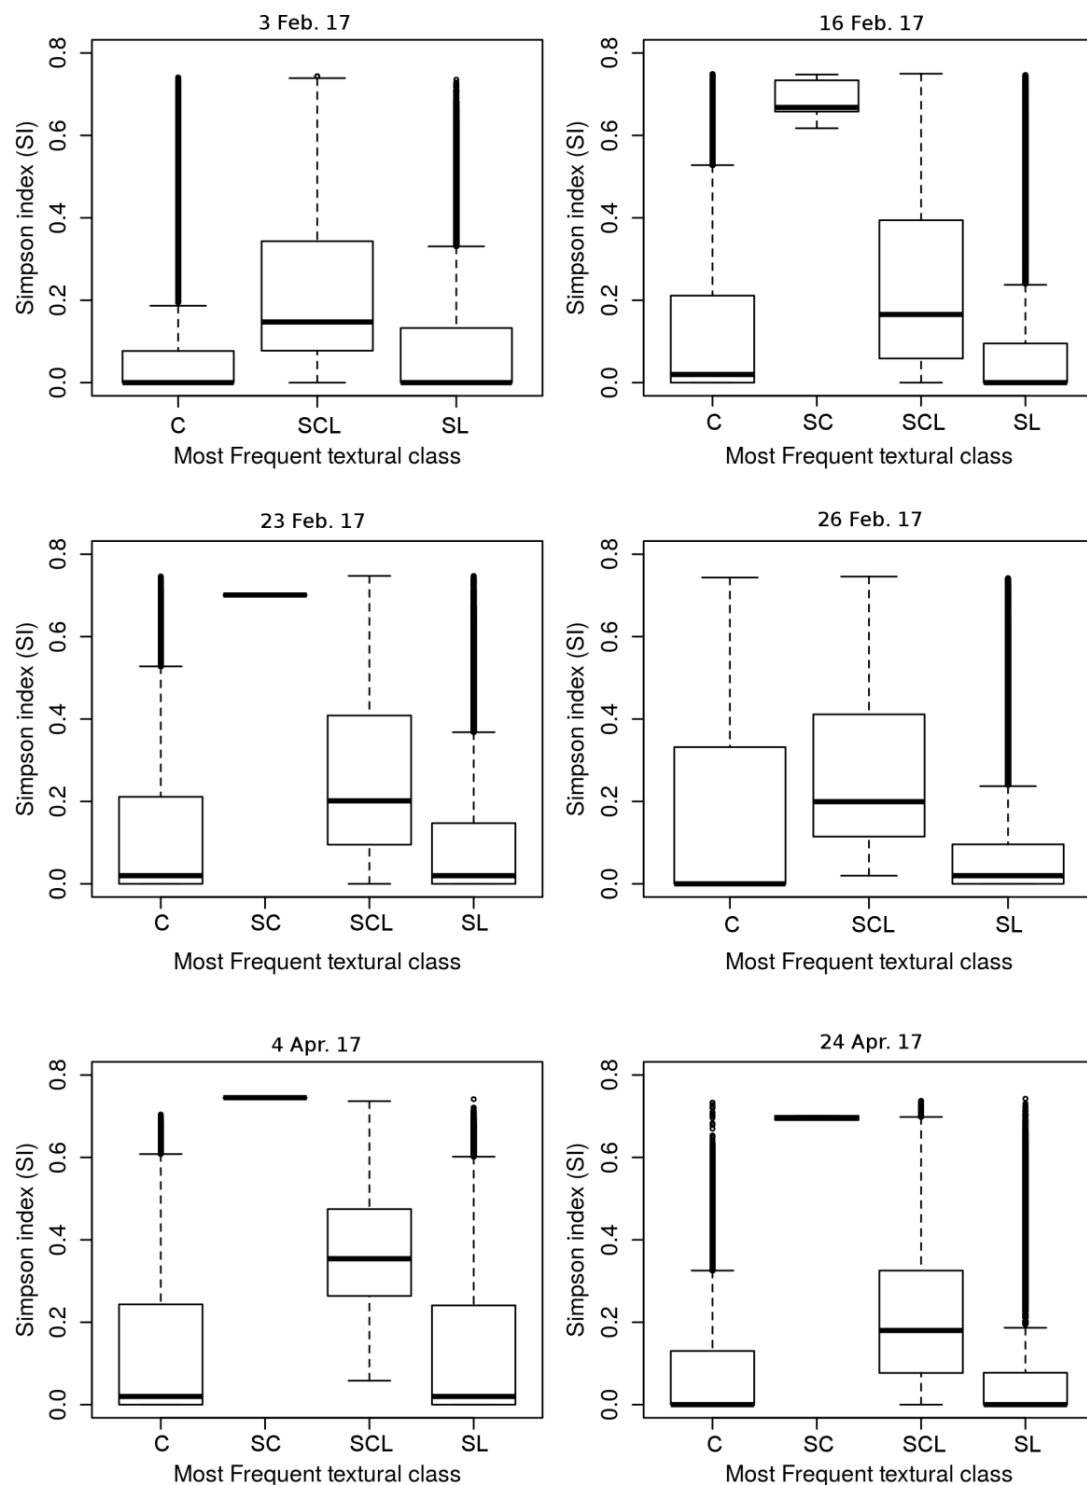 3 Feb. 17
Simpson index (SI)
0.8
0.6
0.4
0.2
0.0
C SCL SL
Most Frequent textural class
16 Feb. 17
Simpson index (SI)
0.8
0.6
0.4
0.2
0.0
C SC SCL SL
Most Frequent textural class
23 Feb. 17
Simpson index (SI)
0.8
0.6
0.4
0.2
0.0
C SC SCL SL
Most Frequent textural class
26 Feb. 17
Simpson index (SI)
0.8
0.6
0.4
0.2
0.0
C SCL SL
Most Frequent textural class
4 Apr. 17
Simpson index (SI)
0.8
0.6
0.4
0.2
0.0
C SC SCL SL
Most Frequent textural class
24 Apr. 17
Simpson index (SI)
0.8
0.6
0.4
0.2
0.0
C SC SCL SL
Most Frequent textural class